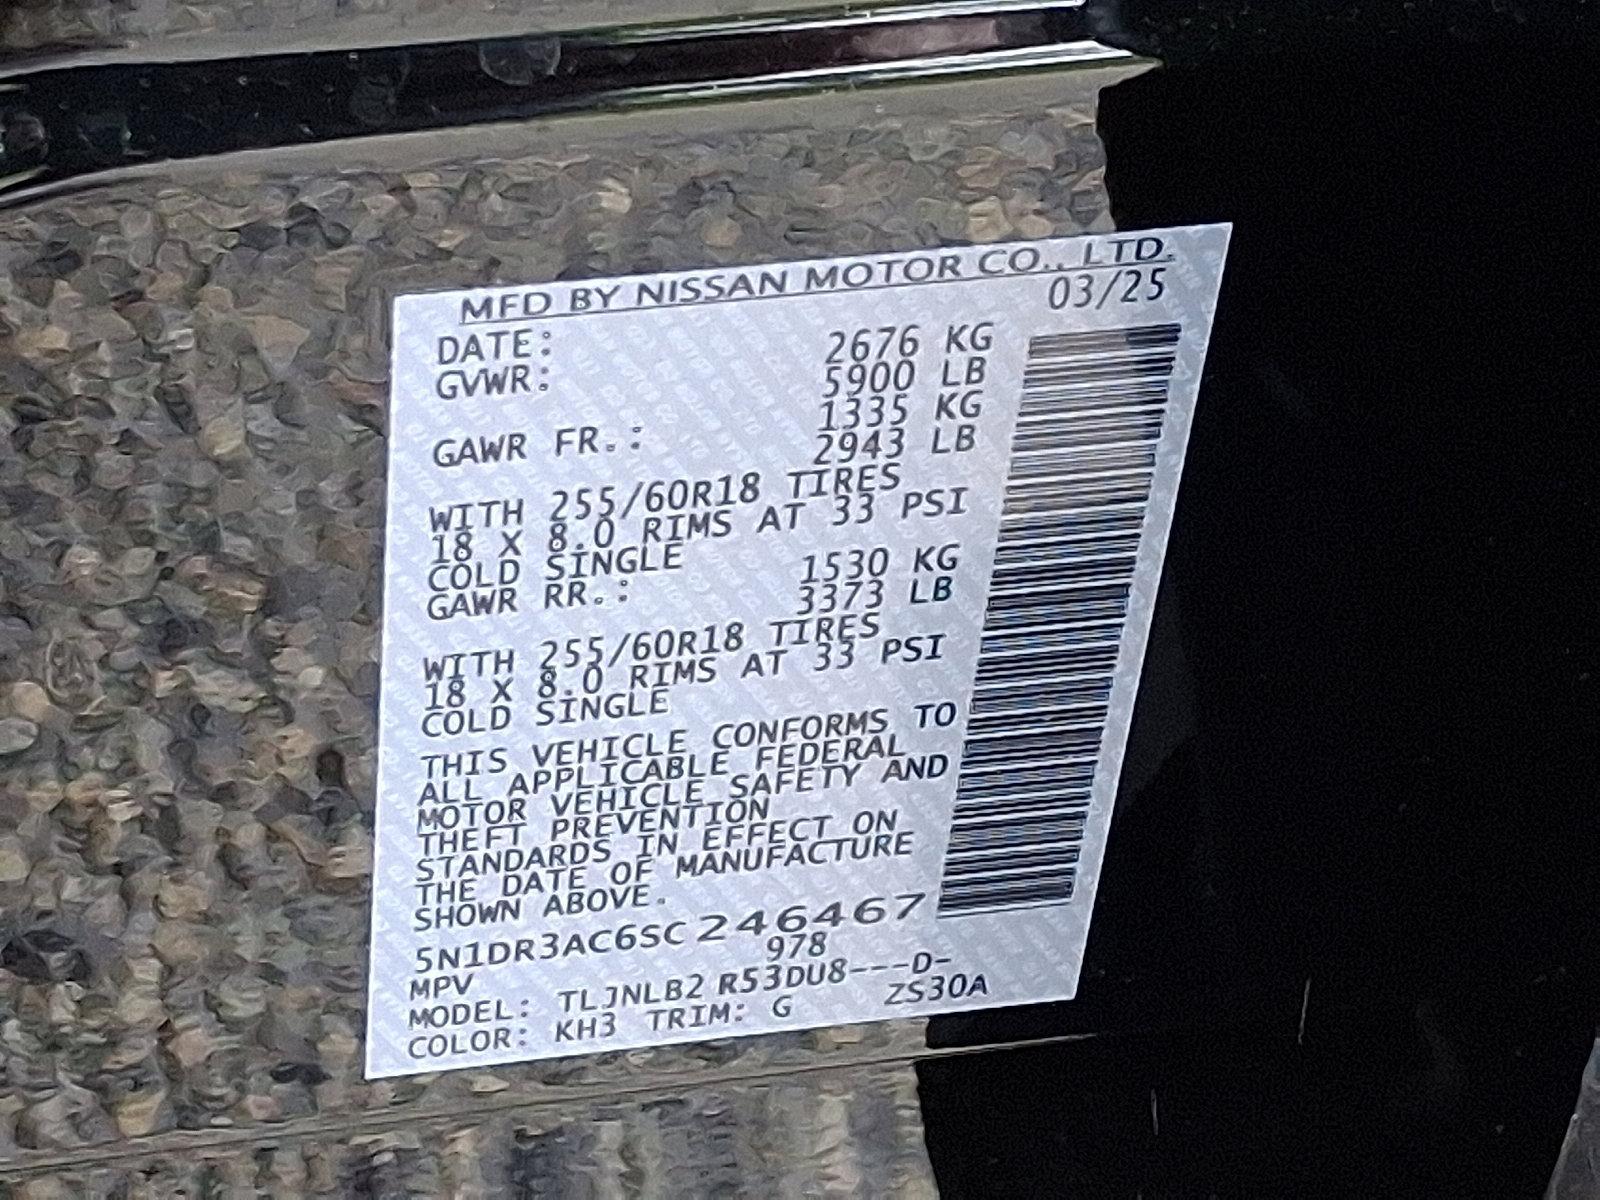 MFD BY NISSAN MOTOR CO., LTD.
DATE: 03/25
GVWR: 2676 KG
5900 LB
GAWR FR.: 1335 KG
2943 LB
WITH 255/60R18 TIRES
18 X 8.0 RIMS AT 33 PSI
COLD SINGLE
GAWR RR.: 1530 KG
3373 LB
WITH 255/60R18 TIRES
18 X 8.0 RIMS AT 33 PSI
COLD SINGLE
THIS VEHICLE CONFORMS TO
ALL APPLICABLE FEDERAL
MOTOR VEHICLE SAFETY AND
THEFT PREVENTION
STANDARDS IN EFFECT ON
THE DATE OF MANUFACTURE
SHOWN ABOVE.
5N1DR3AC6SC246467
MPV 978
MODEL: TLJNLB2 R53DU8---D-
COLOR: KH3 TRIM: G ZS30A